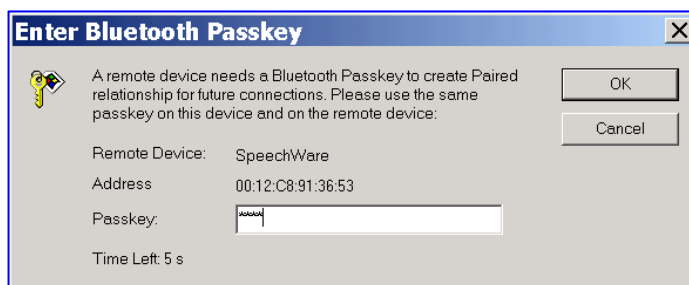 Enter Bluetooth Passkey
A remote device needs a Bluetooth Passkey to create Paired
relationship for future connections. Please use the same
passkey on this device and on the remote device:
OK
Cancel
Remote Device: SpeechWare
Address 00:12:C8:91:36:53
Passkey: ****
Time Left: 5 s